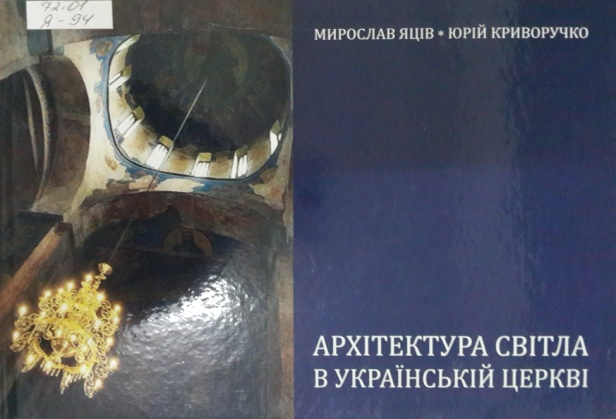 72.01
Я-94
МИРОСЛАВ ЯЦІВ * ЮРІЙ КРИВОРУЧКО
АРХІТЕКТУРА СВІТЛА
В УКРАЇНСЬКІЙ ЦЕРКВІ